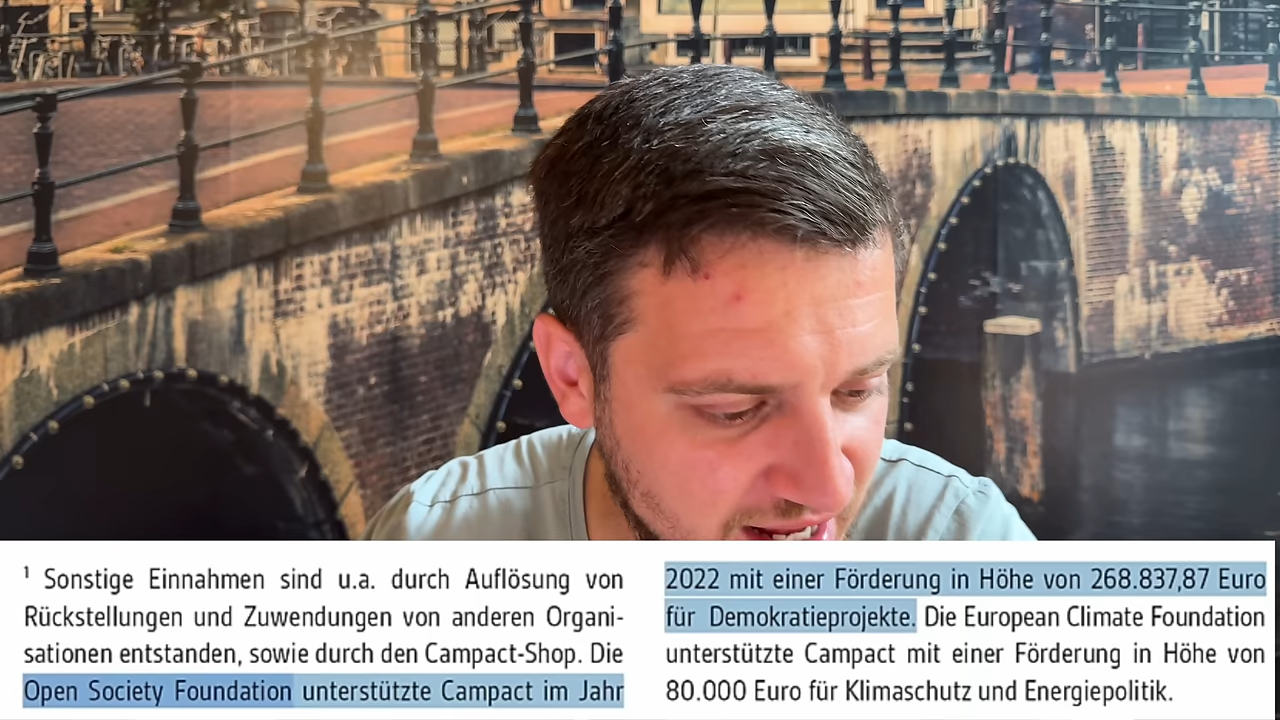 ¹ Sonstige Einnahmen sind u.a. durch Auflösung von
Rückstellungen und Zuwendungen von anderen Organi-
sationen entstanden, sowie durch den Campact-Shop. Die
Open Society Foundation unterstützte Campact im Jahr
2022 mit einer Förderung in Höhe von 268.837,87 Euro
für Demokratieprojekte. Die European Climate Foundation
unterstützte Campact mit einer Förderung in Höhe von
80.000 Euro für Klimaschutz und Energiepolitik.